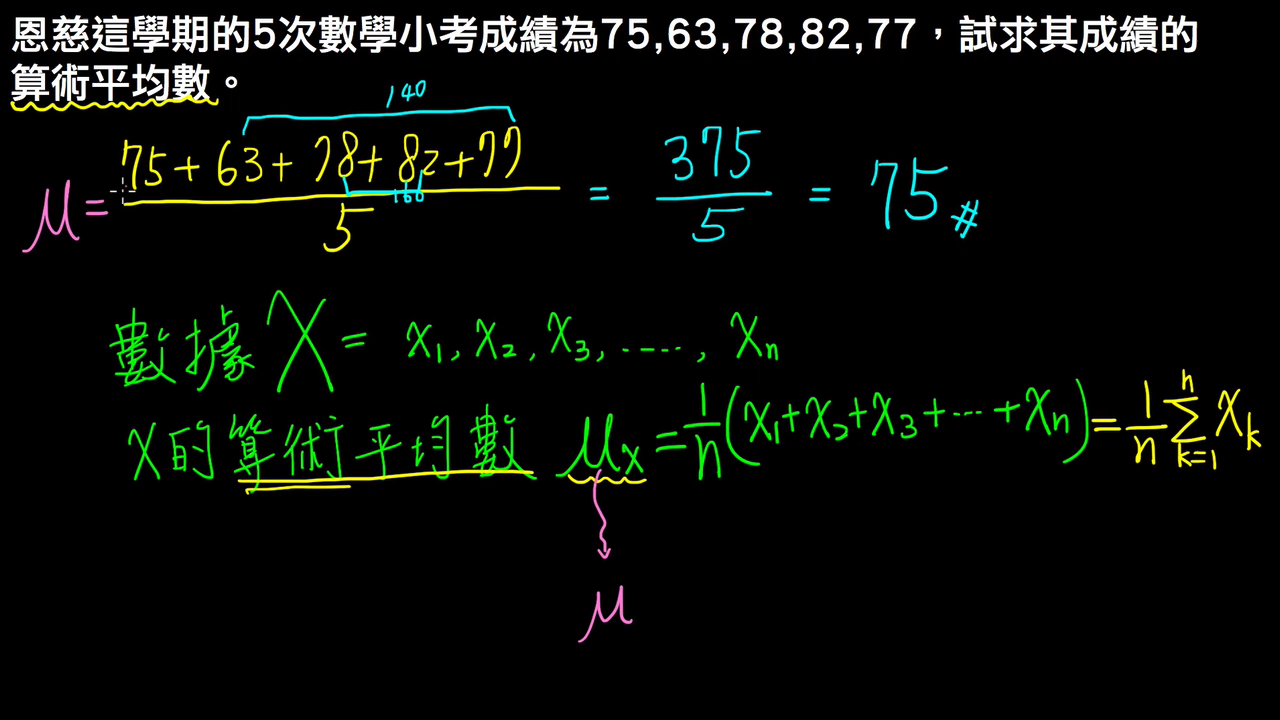 恩慈這學期的5次數學小考成績為75,63,78,82,77，試求其成績的
算術平均數。
140
μ = (75+63+78+82+77)/5 = 375/5 = 75 #
160
數據 X = x₁, x₂, x₃, ....., xₙ
X的算術平均數 μₓ = 1/n (x₁+x₂+x₃+⋯+xₙ) = 1/n ∑ₖ₌₁ⁿ xₖ
μ